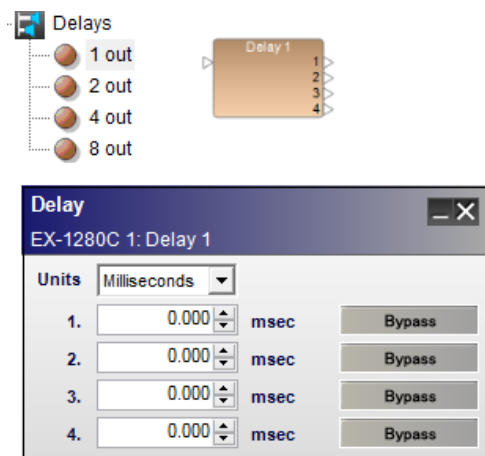 Delays
1 out
2 out
4 out
8 out
Delay 1
1
2
3
4
Delay
EX-1280C 1: Delay 1
Units Milliseconds
1. 0.000 msec Bypass
2. 0.000 msec Bypass
3. 0.000 msec Bypass
4. 0.000 msec Bypass